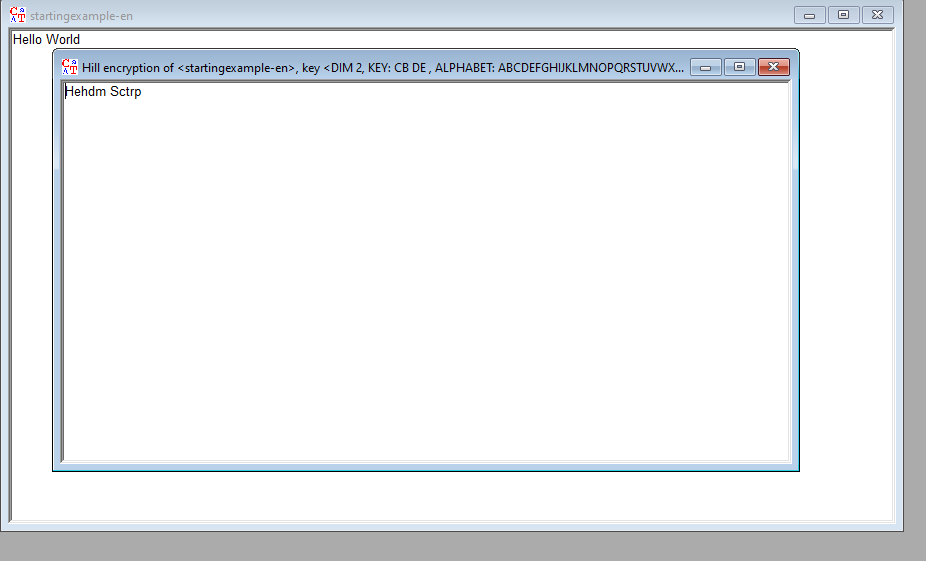 startingexample-en
Hello World
Hill encryption of <startingexample-en>, key <DIM 2, KEY: CB DE , ALPHABET: ABCDEFGHIJKLMNOPQRSTUVWX...
Hehdm Sctrp